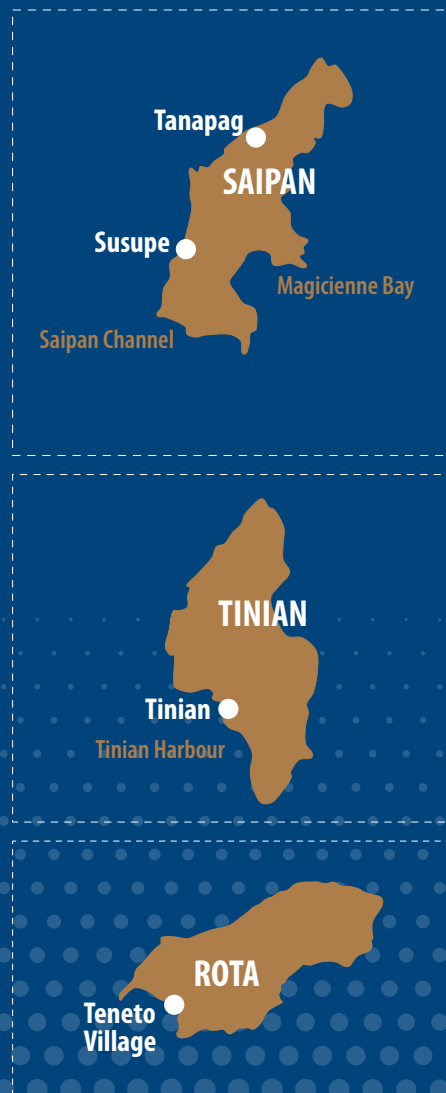 Tanapag
SAIPAN
Susupe
Magicienne Bay
Saipan Channel
TINIAN
Tinian
Tinian Harbour
ROTA
Teneto
Village